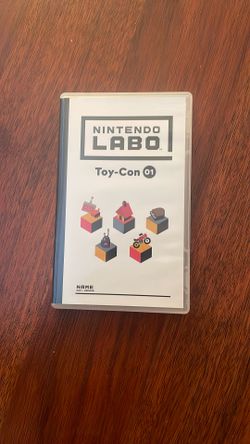 NINTENDO
LABO
Toy-Con 01
NAME